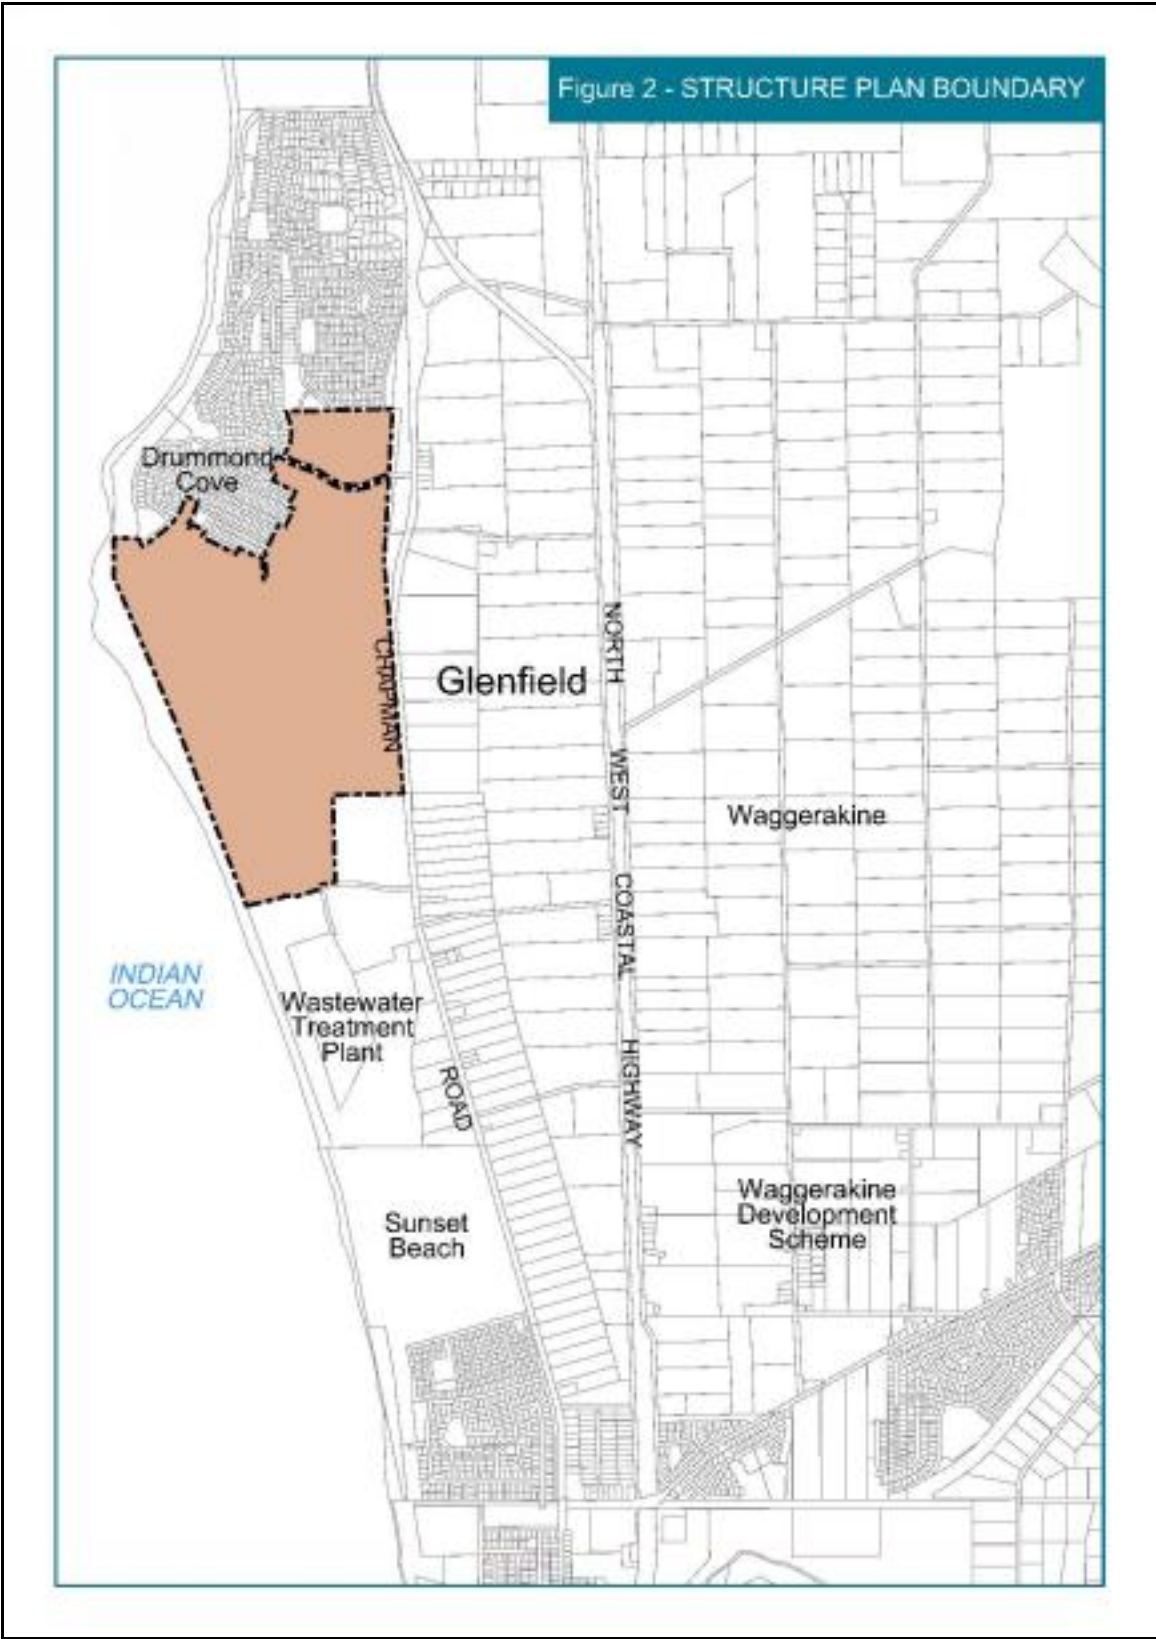 Figure 2 - STRUCTURE PLAN BOUNDARY
Drummond
Cove
CHAPMAN
Glenfield
NORTH
WEST
Waggerakine
COASTAL
INDIAN
OCEAN
Wastewater
Treatment
Plant
ROAD
HIGHWAY
Waggerakine
Development
Scheme
Sunset
Beach